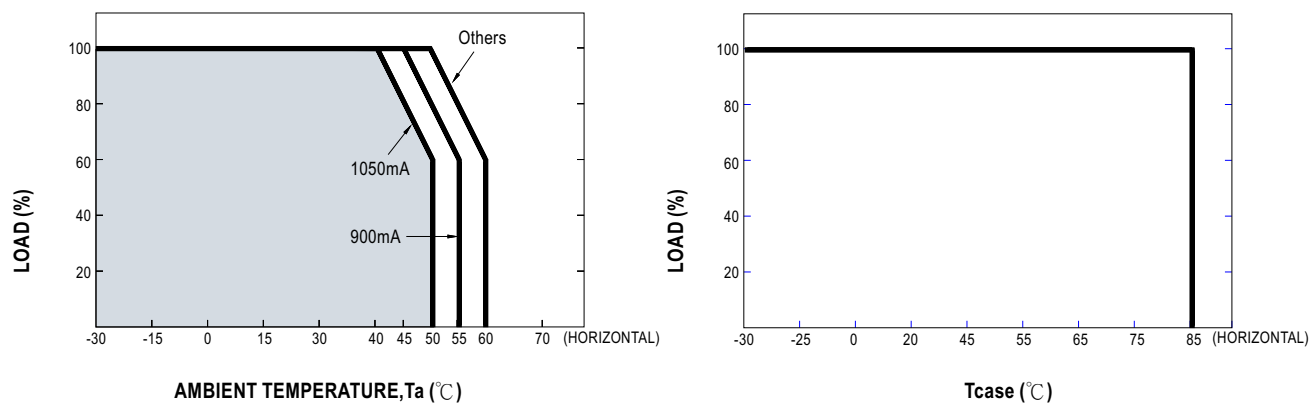 LOAD (%)
100
80
60
40
20
Others
1050mA
900mA
-30 -15 0 15 30 40 45 50 55 60 70 (HORIZONTAL)
AMBIENT TEMPERATURE,Ta (℃)
LOAD (%)
100
80
60
40
20
-30 -25 0 20 45 55 65 75 85 (HORIZONTAL)
Tcase (℃)